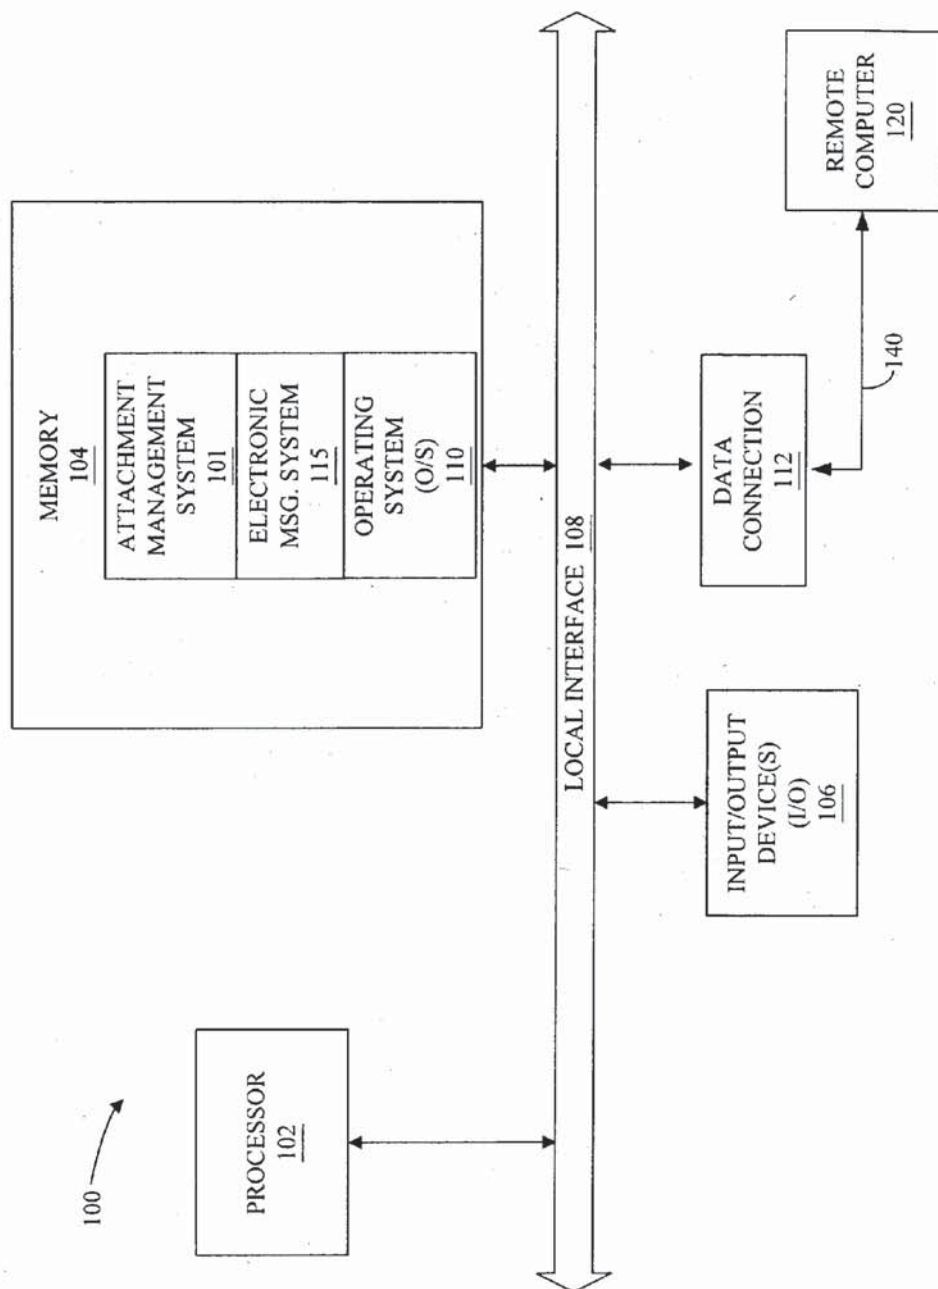 100
PROCESSOR
102
MEMORY
104
ATTACHMENT
MANAGEMENT
SYSTEM
101
ELECTRONIC
MSG. SYSTEM
115
OPERATING
SYSTEM
(O/S)
110
LOCAL INTERFACE 108
INPUT/OUTPUT
DEVICE(S)
(I/O)
106
DATA
CONNECTION
112
140
REMOTE
COMPUTER
120